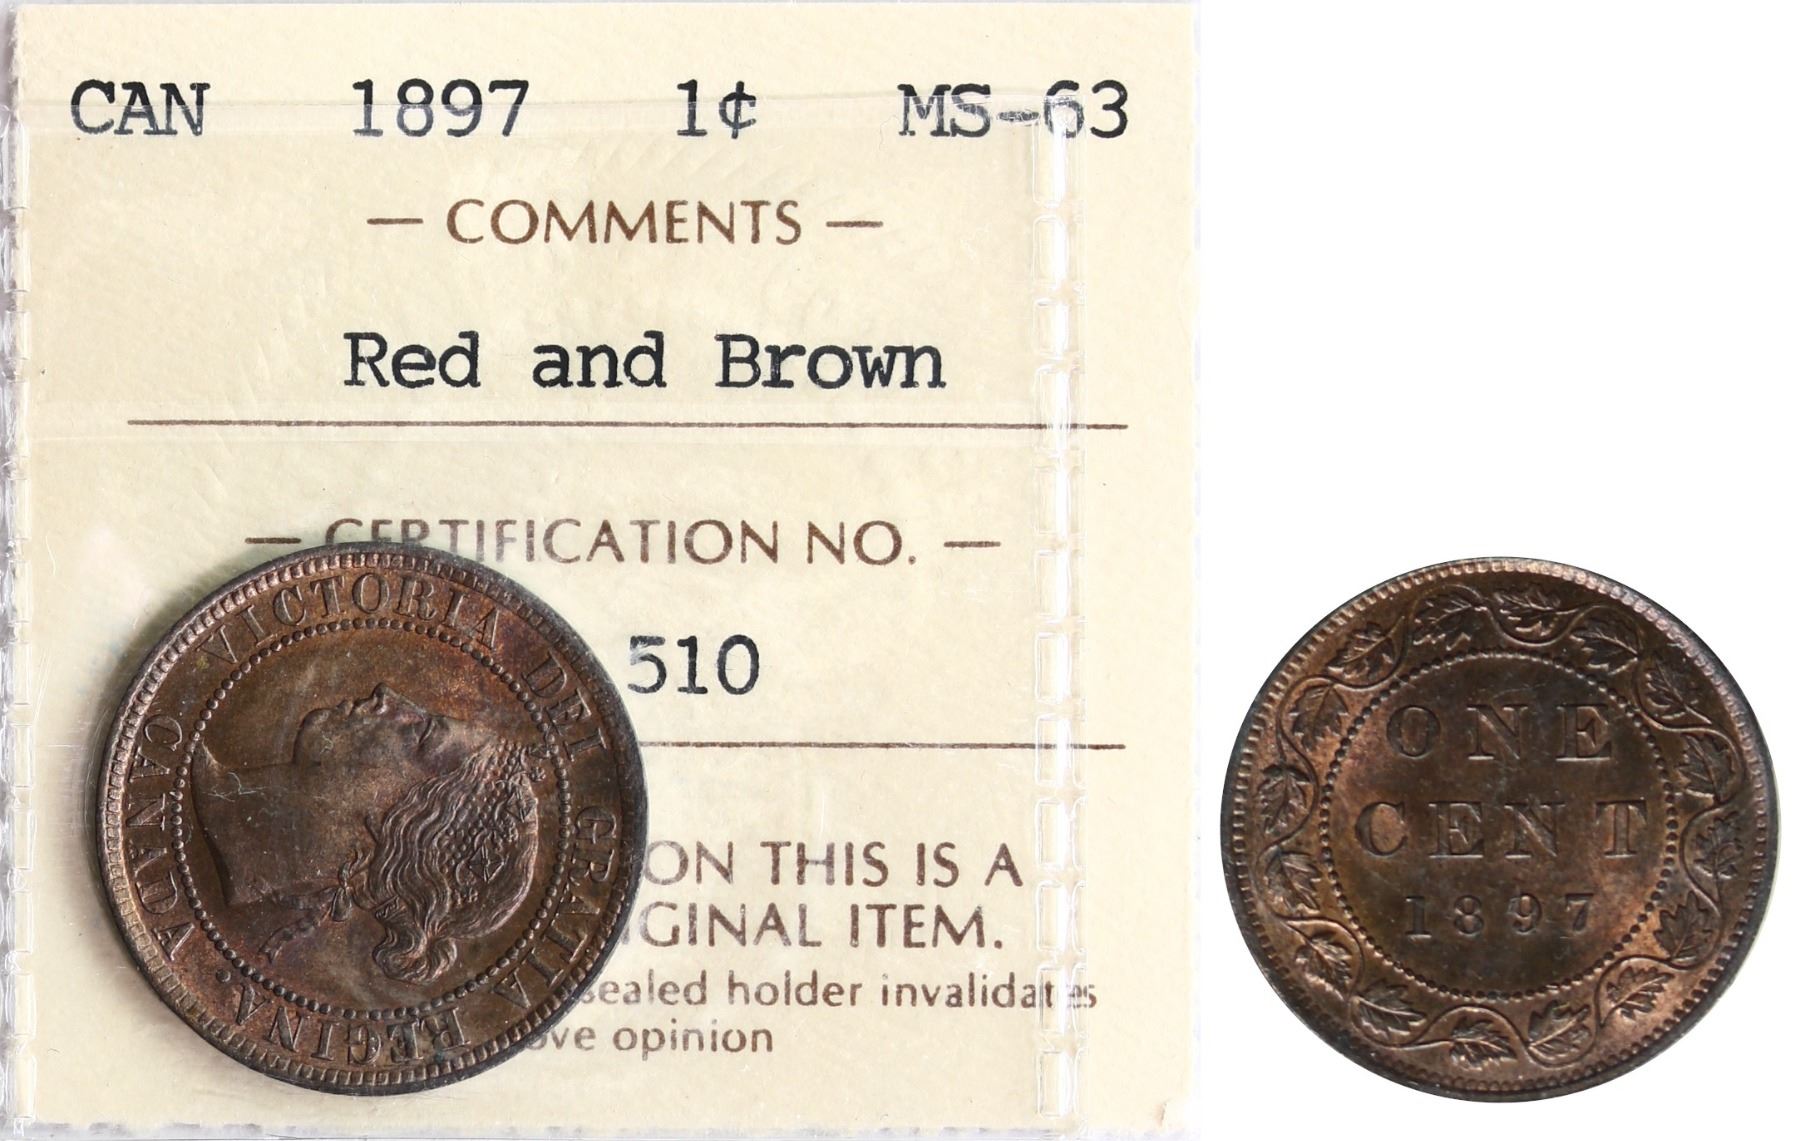 CAN 1897 1¢ MS-63
— COMMENTS —
Red and Brown
— CERTIFICATION NO. —
510
ON THIS IS A
GINAL ITEM.
sealed holder invalidates
ove opinion
VICTORIA DEI GRATIA REGINA. CANADA
ONE
CENT
1897